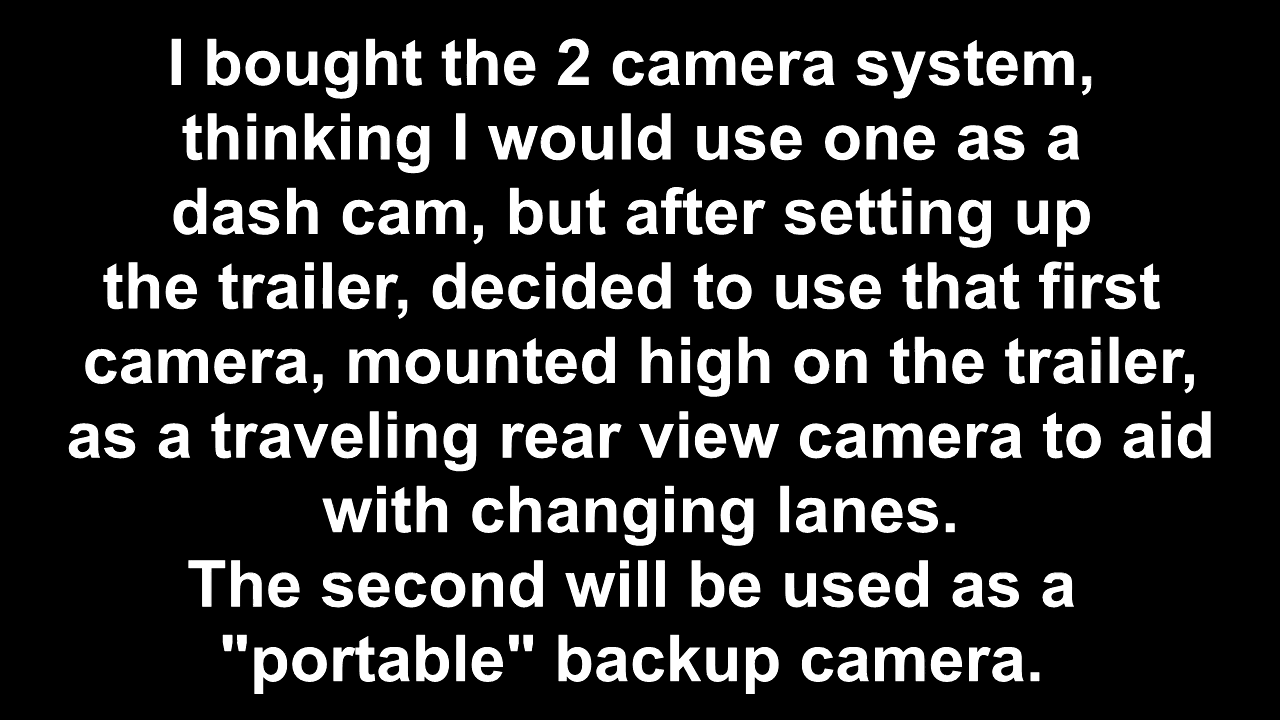 I bought the 2 camera system,
thinking I would use one as a
dash cam, but after setting up
the trailer, decided to use that first
camera, mounted high on the trailer,
as a traveling rear view camera to aid
with changing lanes.
The second will be used as a
"portable" backup camera.